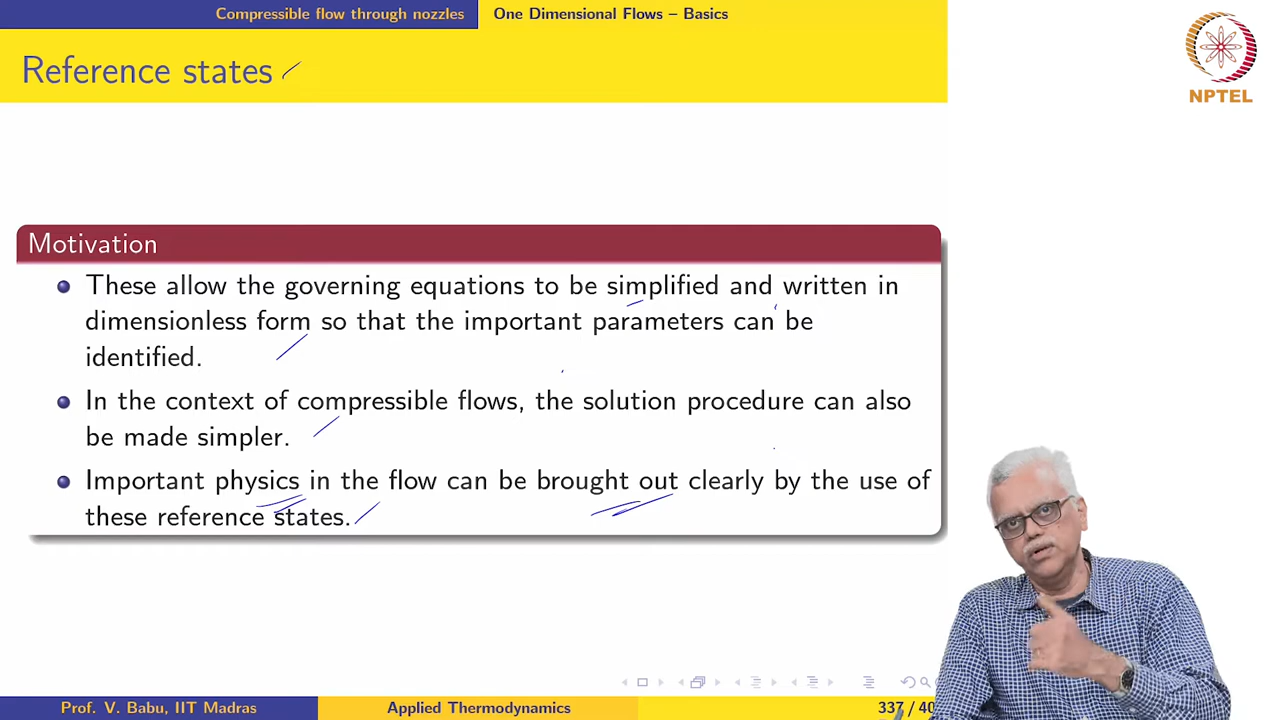 Compressible flow through nozzles One Dimensional Flows – Basics
Reference states
NPTEL
Motivation
These allow the governing equations to be simplified and written in
dimensionless form so that the important parameters can be
identified.
In the context of compressible flows, the solution procedure can also
be made simpler.
Important physics in the flow can be brought out clearly by the use of
these reference states.
Prof. V. Babu, IIT Madras Applied Thermodynamics 337 / 40